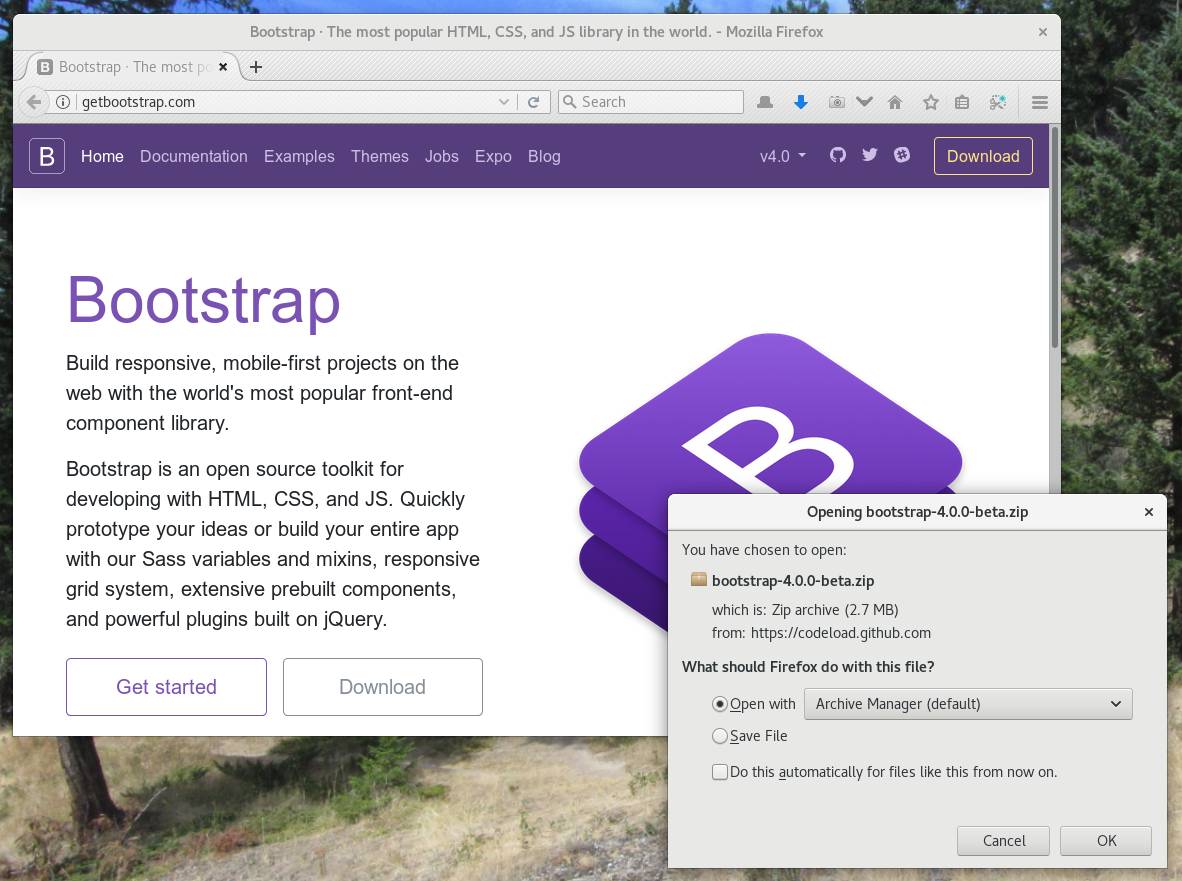 Bootstrap · The most popular HTML, CSS, and JS library in the world. - Mozilla Firefox
B Bootstrap · The most po
getbootstrap.com Search
B Home Documentation Examples Themes Jobs Expo Blog v4.0 Download
Bootstrap
Build responsive, mobile-first projects on the
web with the world's most popular front-end
component library.
Bootstrap is an open source toolkit for
developing with HTML, CSS, and JS. Quickly
prototype your ideas or build your entire app
with our Sass variables and mixins, responsive
grid system, extensive prebuilt components,
and powerful plugins built on jQuery.
Get started Download
B
Opening bootstrap-4.0.0-beta.zip
You have chosen to open:
bootstrap-4.0.0-beta.zip
which is: Zip archive (2.7 MB)
from: https://codeload.github.com
What should Firefox do with this file?
Open with Archive Manager (default)
Save File
Do this automatically for files like this from now on.
Cancel OK